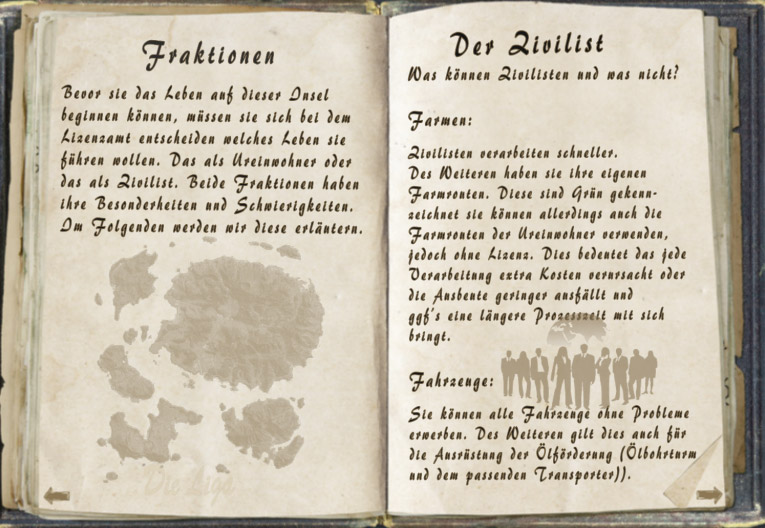 Fraktionen
Bevor sie das Leben auf dieser Insel
beginnen können, müssen sie sich bei dem
Lizenzamt entscheiden welches Leben sie
führen wollen. Das als Ureinwohner oder
das als Zivilist. Beide Fraktionen haben
ihre Besonderheiten und Schwierigkeiten.
Im Folgenden werden wir diese erläutern.
Die Liga
Der Zivilist
Was können Zivilisten und was nicht?
Farmen:
Zivilisten verarbeiten schneller.
Des Weiteren haben sie ihre eigenen
Farmrouten. Diese sind Grün gekenn-
zeichnet sie können allerdings auch die
Farmrouten der Ureinwohner verwenden,
jedoch ohne Lizenz. Dies bedeutet das jede
Verarbeitung extra Kosten verursacht oder
die Ausbeute geringer ausfällt und
ggf's eine längere Prozesszeit mit sich
bringt.
Fahrzeuge:
Sie können alle Fahrzeuge ohne Probleme
erwerben. Des Weiteren gilt dies auch für
die Ausrüstung der Ölförderung (Ölbohrturm
und dem passenden Transporter)).